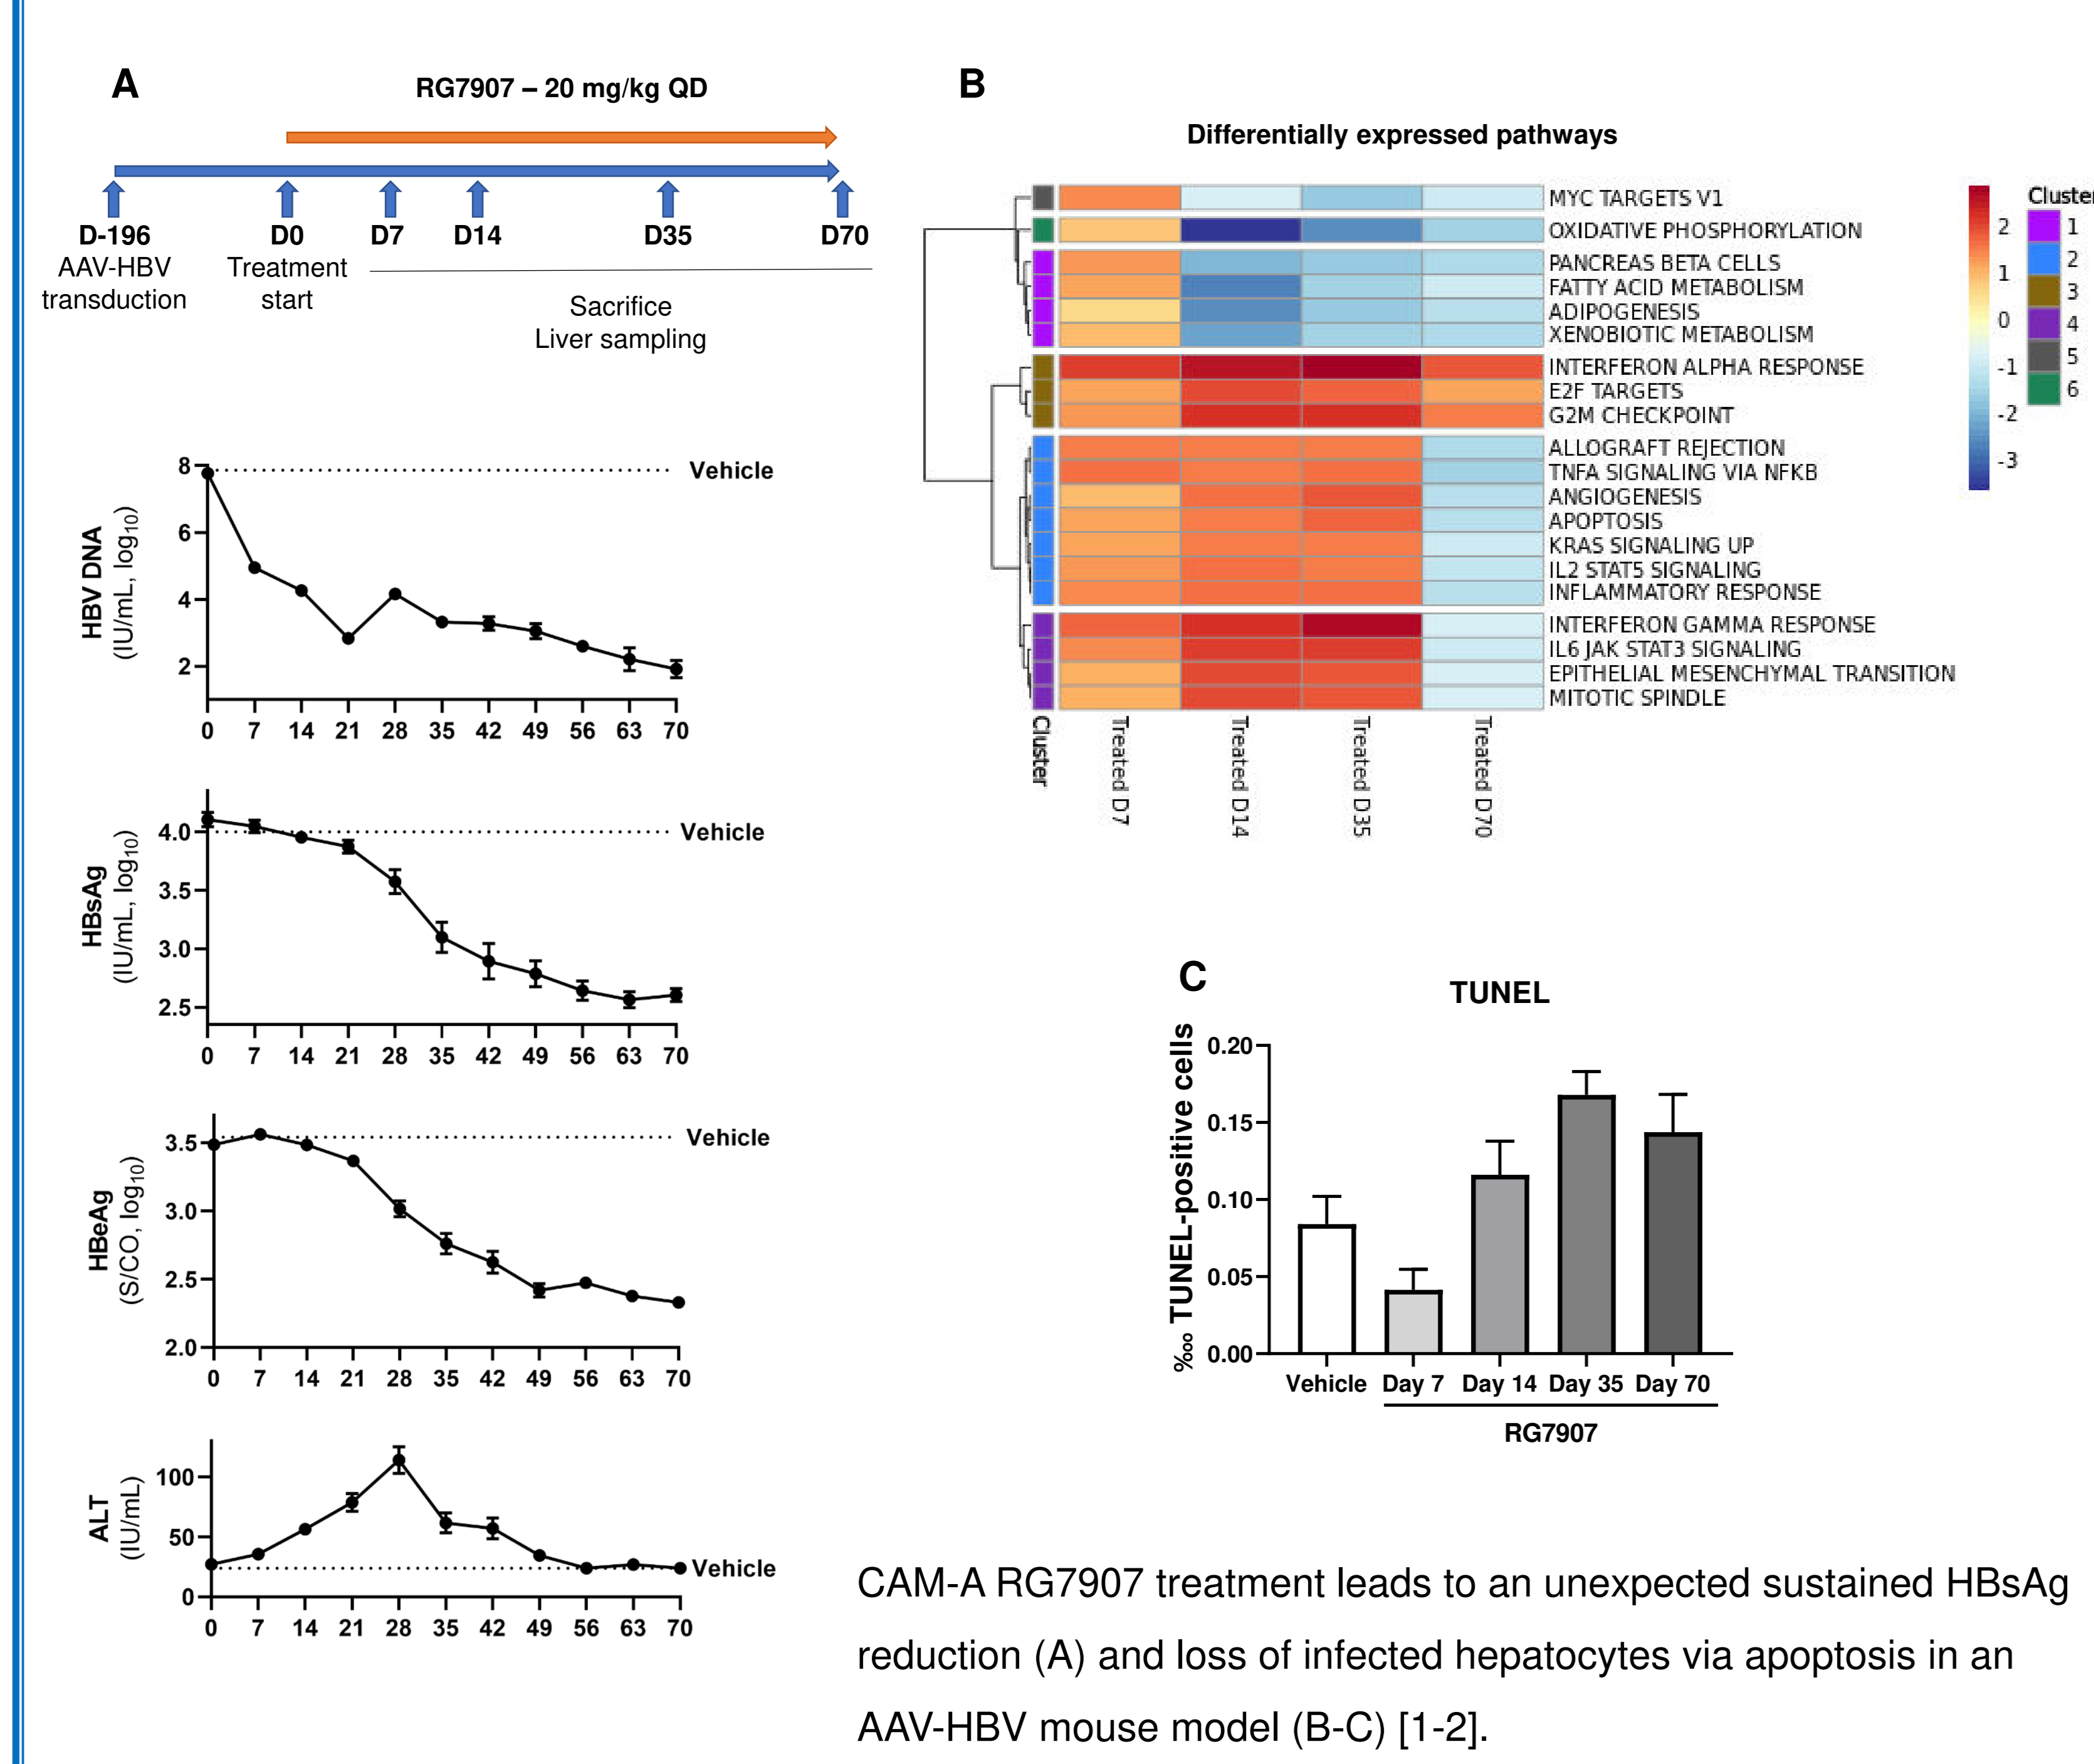 A
RG7907 – 20 mg/kg QD
D-196
D0
D7
D14
D35
D70
AAV-HBV
transduction
Treatment
start
Sacrifice
Liver sampling
HBV DNA
(IU/mL, log10)
8
6
4
2
Vehicle
0 7 14 21 28 35 42 49 56 63 70
HBsAg
(IU/mL, log10)
4.0
3.5
3.0
2.5
Vehicle
0 7 14 21 28 35 42 49 56 63 70
HBeAg
(S/CO, log10)
3.5
3.0
2.5
2.0
Vehicle
0 7 14 21 28 35 42 49 56 63 70
ALT
(IU/mL)
100
50
0
Vehicle
0 7 14 21 28 35 42 49 56 63 70
B
Differentially expressed pathways
MYC TARGETS V1
OXIDATIVE PHOSPHORYLATION
PANCREAS BETA CELLS
FATTY ACID METABOLISM
ADIPOGENESIS
XENOBIOTIC METABOLISM
INTERFERON ALPHA RESPONSE
E2F TARGETS
G2M CHECKPOINT
ALLOGRAFT REJECTION
TNFA SIGNALING VIA NFKB
ANGIOGENESIS
APOPTOSIS
KRAS SIGNALING UP
IL2 STAT5 SIGNALING
INFLAMMATORY RESPONSE
INTERFERON GAMMA RESPONSE
IL6 JAK STAT3 SIGNALING
EPITHELIAL MESENCHYMAL TRANSITION
MITOTIC SPINDLE
Cluster
Treated D7
Treated D14
Treated D35
Treated D70
2
1
0
-1
-2
-3
Cluster
1
2
3
4
5
6
C
TUNEL
‱ TUNEL-positive cells
0.20
0.15
0.10
0.05
0.00
Vehicle Day 7 Day 14 Day 35 Day 70
RG7907
CAM-A RG7907 treatment leads to an unexpected sustained HBsAg
reduction (A) and loss of infected hepatocytes via apoptosis in an
AAV-HBV mouse model (B-C) [1-2].